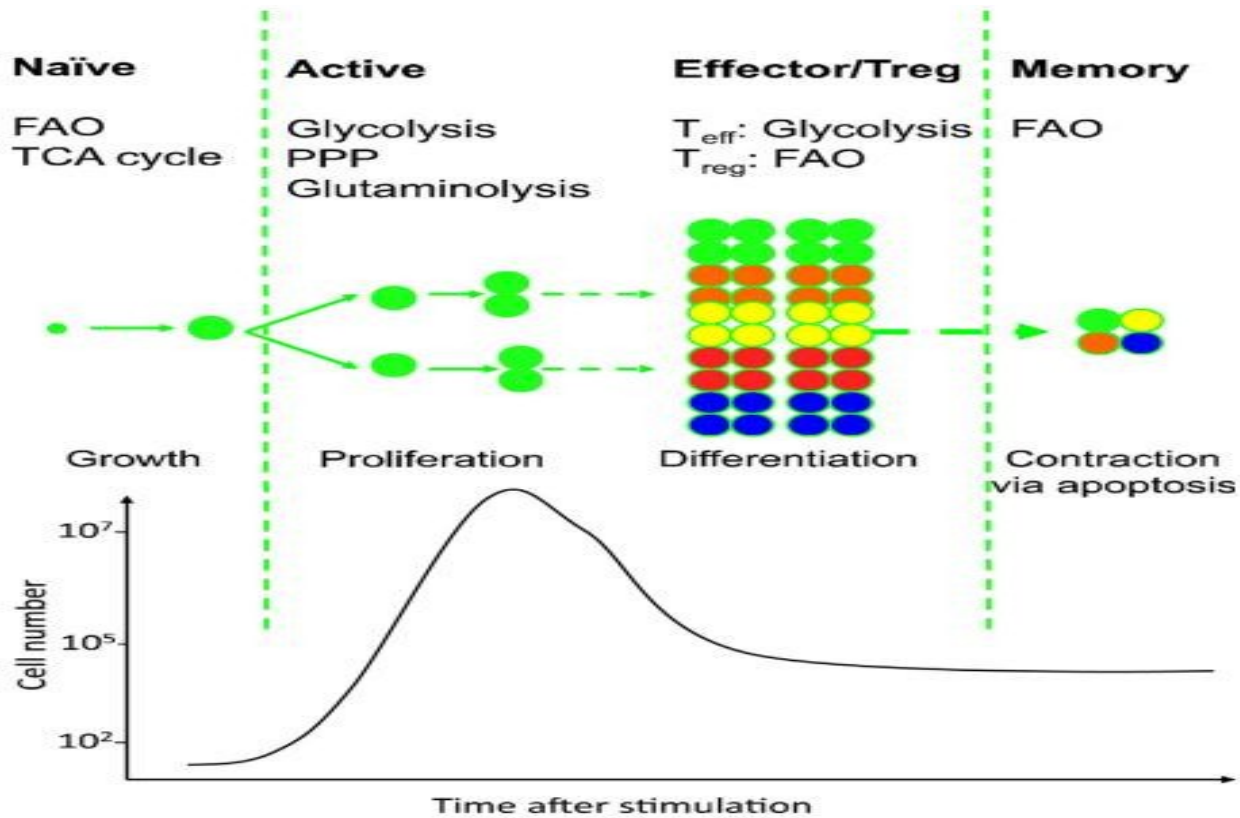 Naïve
FAO
TCA cycle
Active
Glycolysis
PPP
Glutaminolysis
Effector/Treg
Teff: Glycolysis
Treg: FAO
Memory
FAO
Growth
Proliferation
Differentiation
Contraction
via apoptosis
10⁷
10⁵
10²
Cell number
Time after stimulation